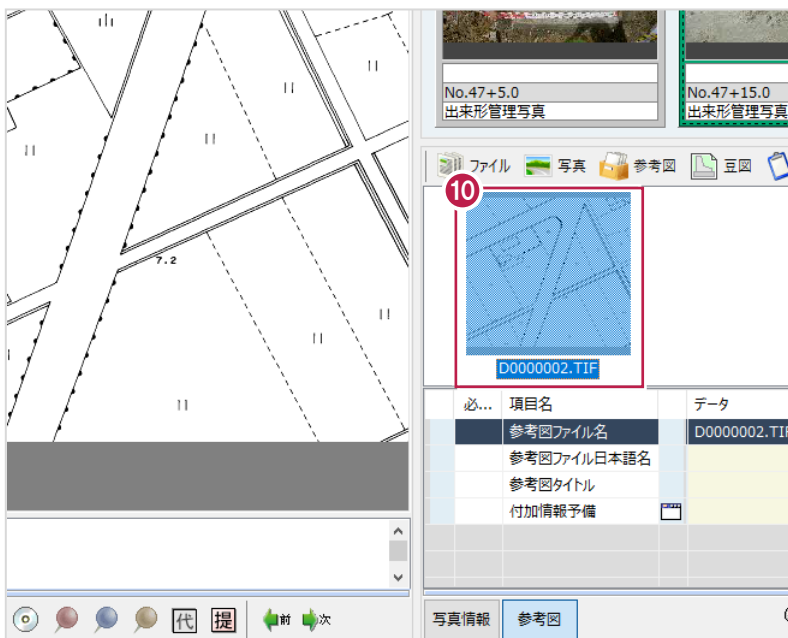 7.2
代 提 前 次
No.47+5.0
出来形管理写真
No.47+15.0
出来形管理写真
ファイル 写真 参考図 豆図
10
D0000002.TIF
必... 項目名 データ
参考図ファイル名 D0000002.TIF
参考図ファイル日本語名
参考図タイトル
付加情報予備
写真情報 参考図